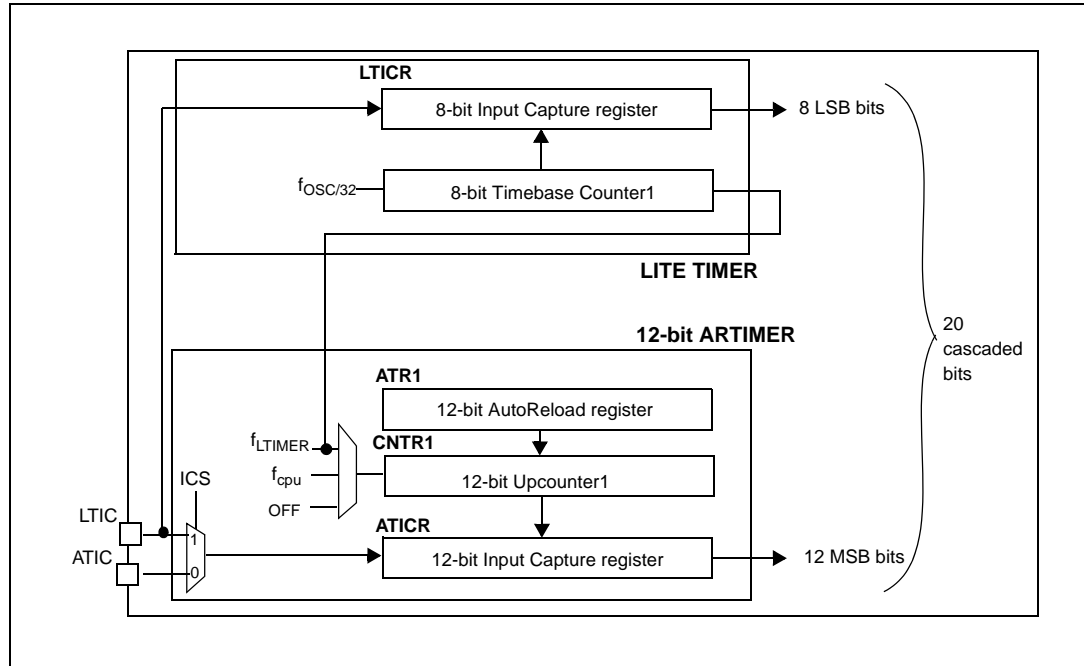 LTICR
8-bit Input Capture register
8 LSB bits
fOSC/32
8-bit Timebase Counter1
LITE TIMER
12-bit ARTIMER
20
cascaded
bits
ATR1
12-bit AutoReload register
fLTIMER
CNTR1
fcpu
12-bit Upcounter1
ICS
OFF
LTIC
ATICR
1
ATIC
12-bit Input Capture register
12 MSB bits
0